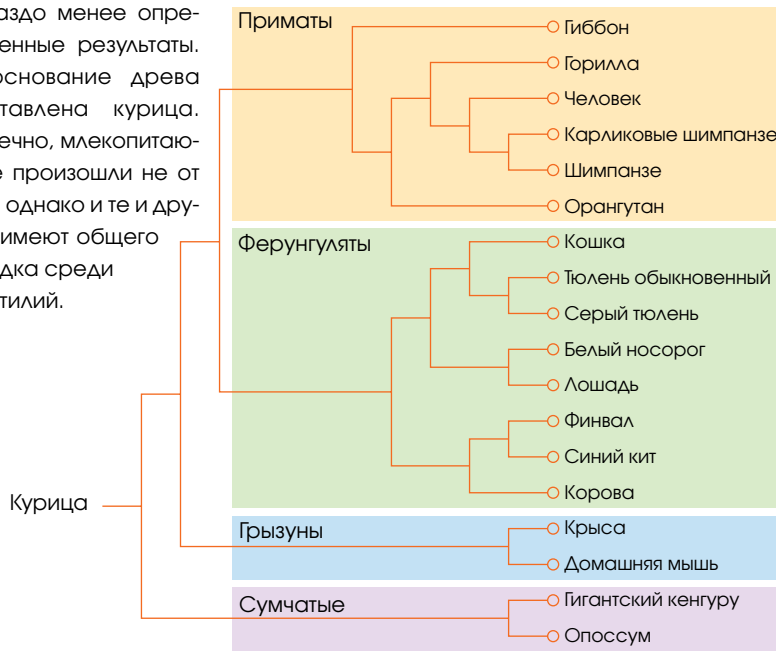 аздо менее опре-
енные результаты.
основание древа
тавлена курица.
ечно, млекопитаю-
е произошли не от
однако и те и дру-
имеют общего
дка среди
тилий.
Приматы
Гиббон
Горилла
Человек
Карликовые шимпанзе
Шимпанзе
Орангутан
Ферунгуляты
Кошка
Тюлень обыкновенный
Серый тюлень
Белый носорог
Лошадь
Финвал
Синий кит
Корова
Курица
Грызуны
Крыса
Домашняя мышь
Сумчатые
Гигантский кенгуру
Опоссум